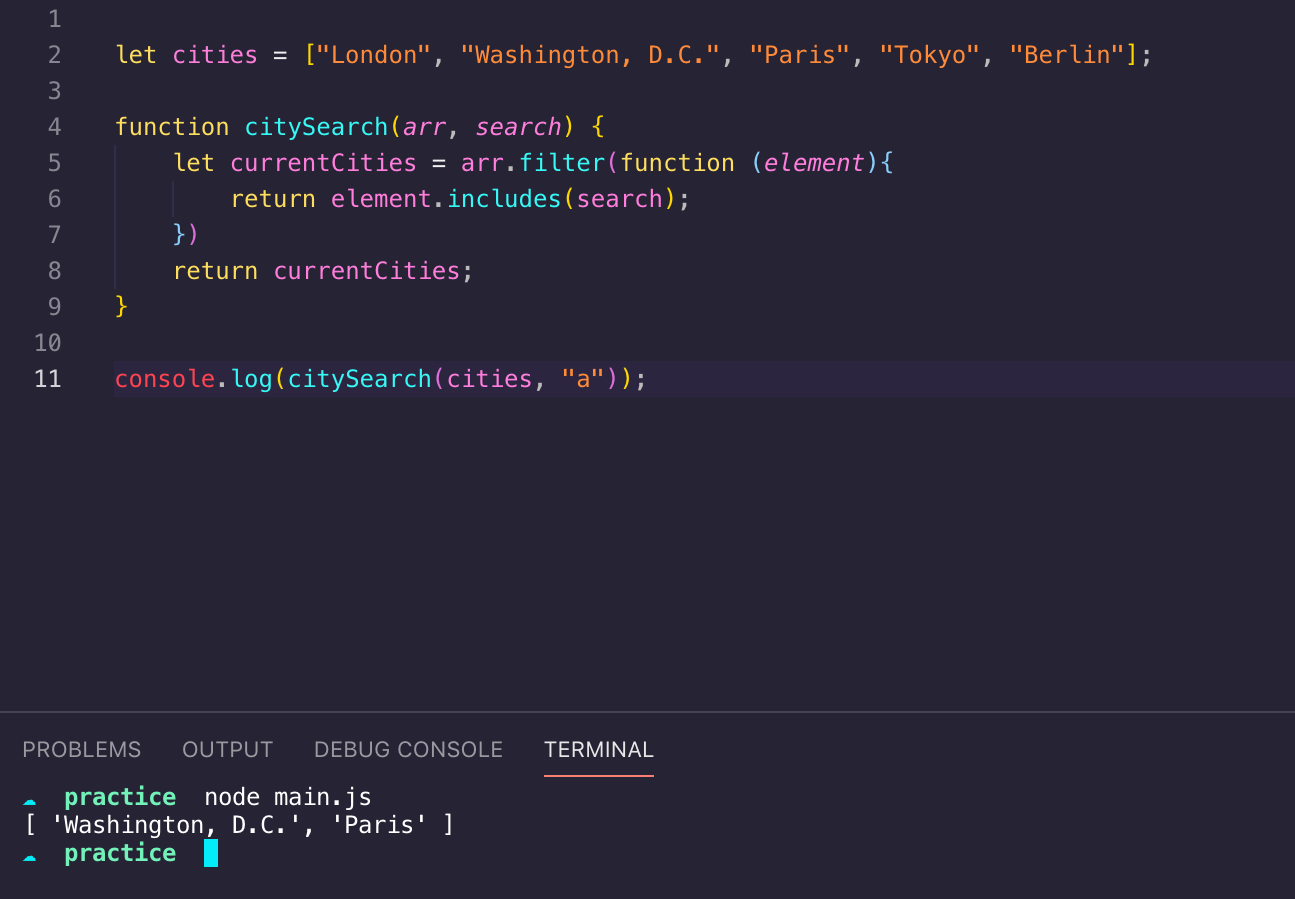 1
2 let cities = ["London", "Washington, D.C.", "Paris", "Tokyo", "Berlin"];
3
4 function citySearch(arr, search) {
5     let currentCities = arr.filter(function (element){
6         return element.includes(search);
7     })
8     return currentCities;
9 }
10
11 console.log(citySearch(cities, "a"));
PROBLEMS OUTPUT DEBUG CONSOLE TERMINAL
practice node main.js
[ 'Washington, D.C.', 'Paris' ]
practice